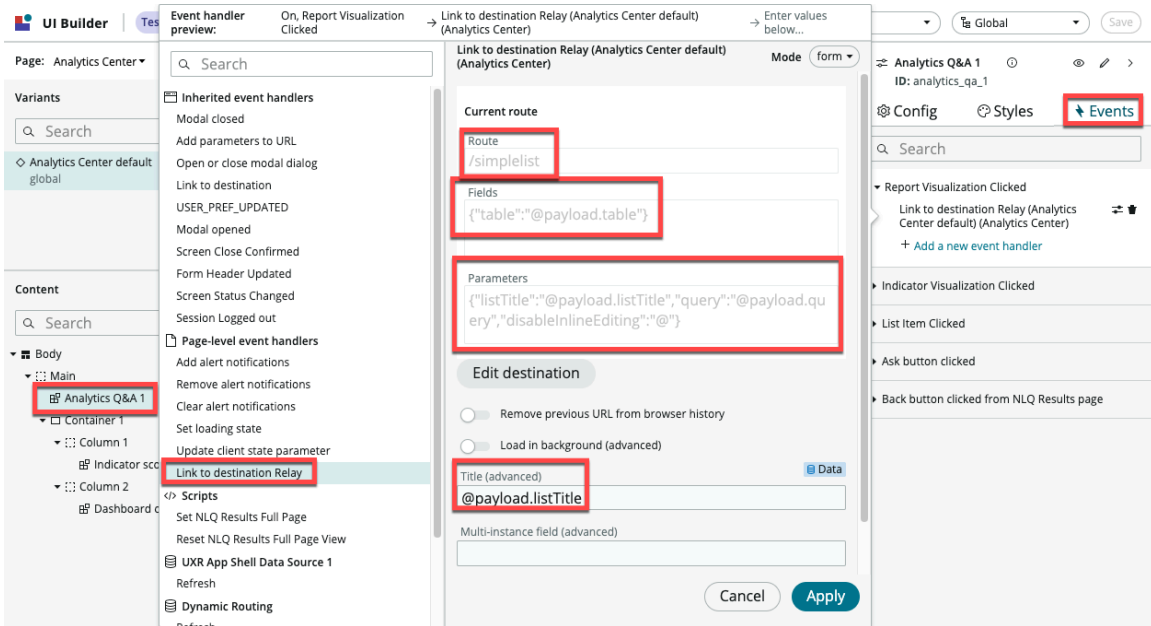 UI Builder
Tes
Event handler preview:
On, Report Visualization Clicked
→ Link to destination Relay (Analytics Center default) (Analytics Center)
→ Enter values below...
Global
Save
Page: Analytics Center
Variants
Search
Analytics Center default
global
Content
Search
Body
Main
Analytics Q&A 1
Container 1
Column 1
Indicator sco
Column 2
Dashboard c
Search
Inherited event handlers
Modal closed
Add parameters to URL
Open or close modal dialog
Link to destination
USER_PREF_UPDATED
Modal opened
Screen Close Confirmed
Form Header Updated
Screen Status Changed
Session Logged out
Page-level event handlers
Add alert notifications
Remove alert notifications
Clear alert notifications
Set loading state
Update client state parameter
Link to destination Relay
</> Scripts
Set NLQ Results Full Page
Reset NLQ Results Full Page View
UXR App Shell Data Source 1
Refresh
Dynamic Routing
Refresh
Link to destination Relay (Analytics Center default)
(Analytics Center)
Mode
form
Current route
Route
/simplelist
Fields
{"table":"@payload.table"}
Parameters
{"listTitle":"@payload.listTitle","query":"@payload.qu
ery","disableInlineEditing":"@"}
Edit destination
Remove previous URL from browser history
Load in background (advanced)
Title (advanced)
Data
@payload.listTitle
Multi-instance field (advanced)
Cancel
Apply
Analytics Q&A 1
ID: analytics_qa_1
Config
Styles
Events
Search
Report Visualization Clicked
Link to destination Relay (Analytics
Center default) (Analytics Center)
+ Add a new event handler
Indicator Visualization Clicked
List Item Clicked
Ask button clicked
Back button clicked from NLQ Results page